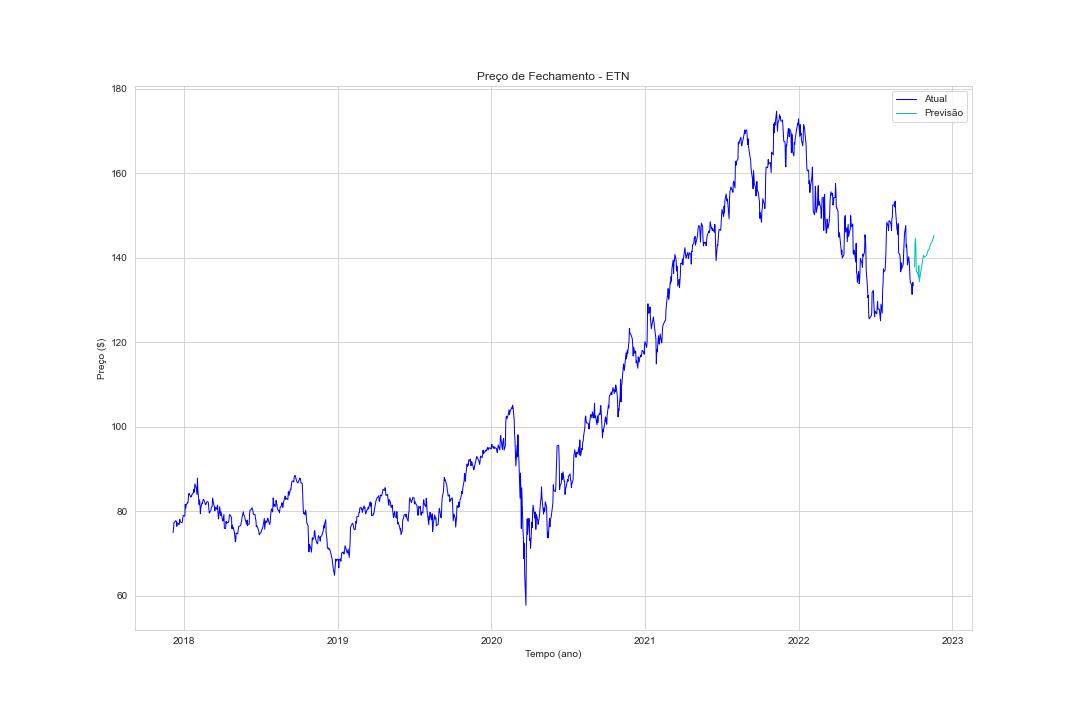 Preço de Fechamento - ETN
180
160
140
120
100
80
60
Preço ($)
Atual
Previsão
2018
2019
2020
2021
2022
2023
Tempo (ano)